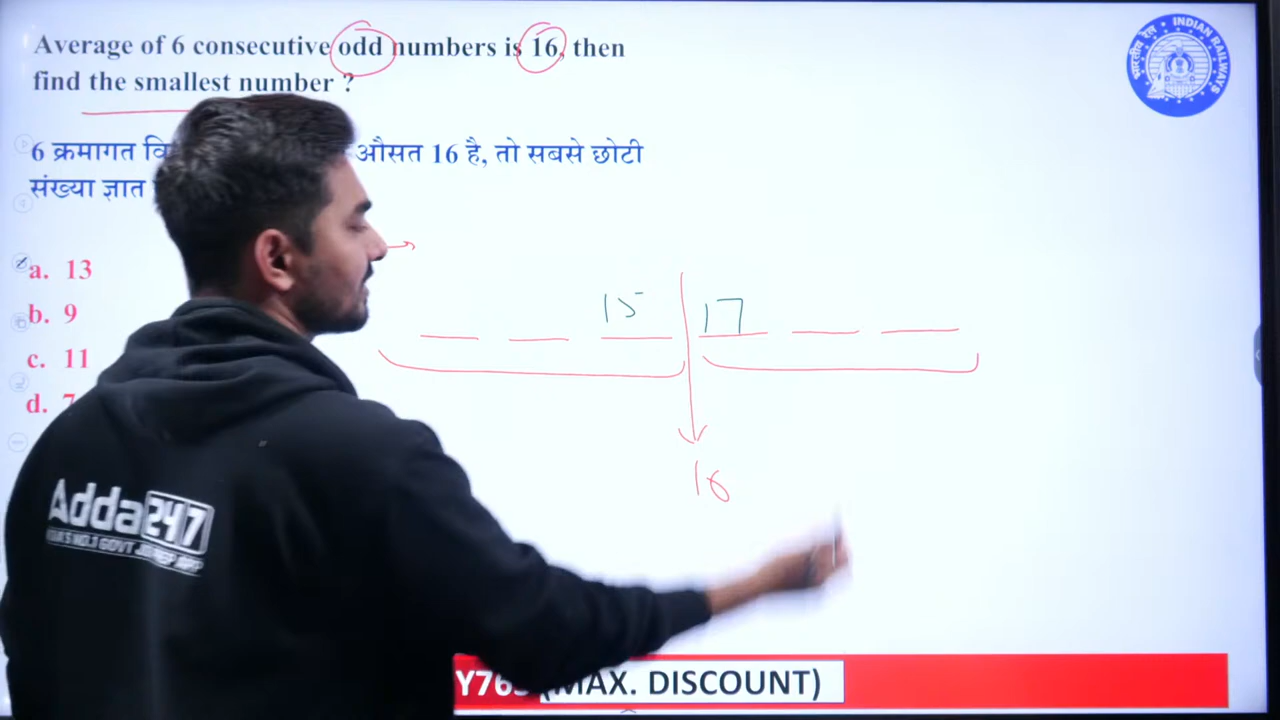 Average of 6 consecutive odd numbers is 16, then
find the smallest number ?
6 क्रमागत औसत 16 है, तो सबसे छोटी
संख्या ज्ञात
a. 13
b. 9
c. 11
d. 7
15 17
16
INDIAN RAILWAYS
भारतीय रेल
Adda247
(MAX. DISCOUNT)